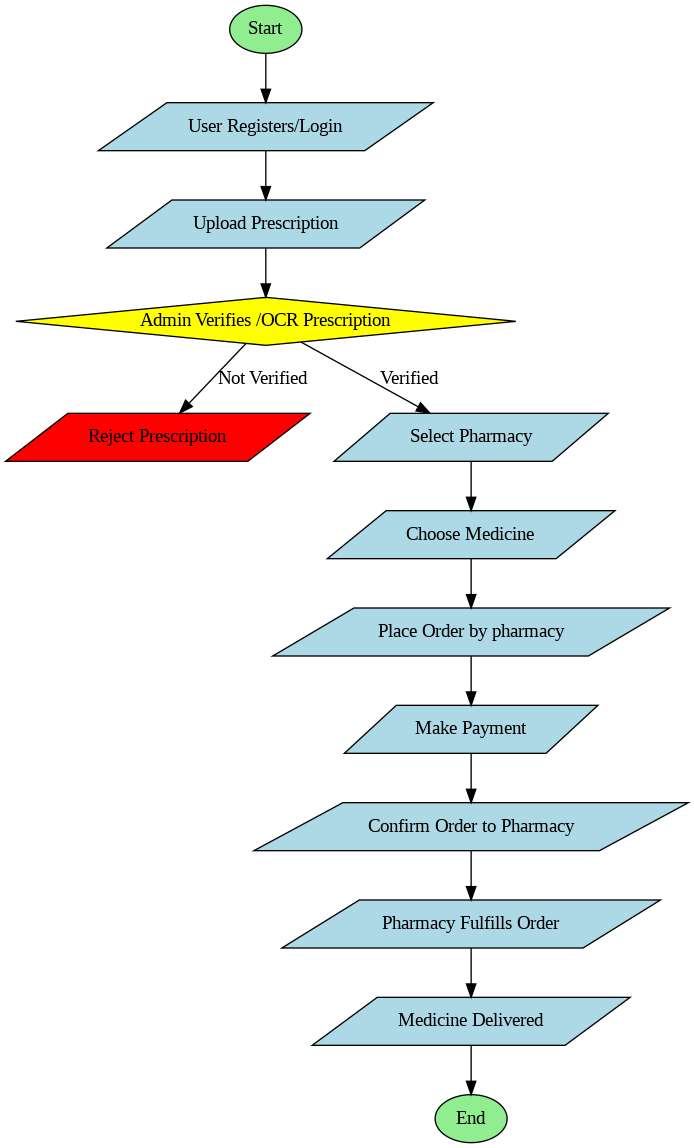 Start
User Registers/Login
Upload Prescription
Admin Verifies /OCR Prescription
Not Verified
Verified
Reject Prescription
Select Pharmacy
Choose Medicine
Place Order by pharmacy
Make Payment
Confirm Order to Pharmacy
Pharmacy Fulfills Order
Medicine Delivered
End